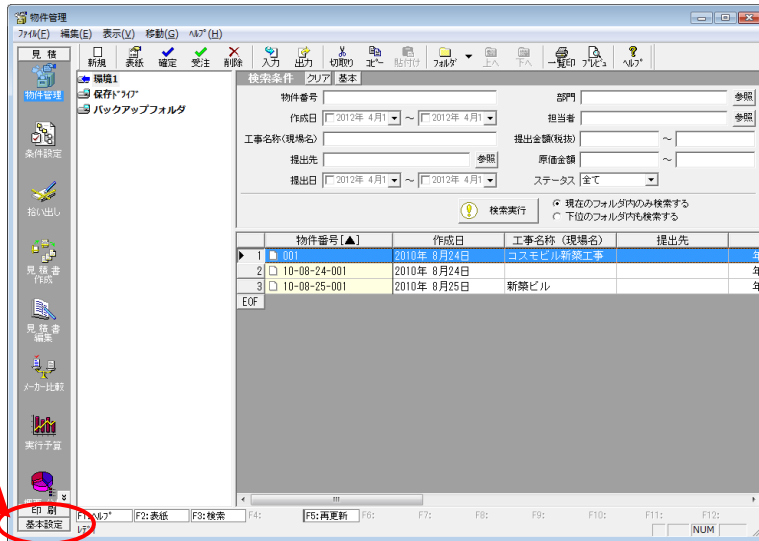 物件管理
ﾌｧｲﾙ(F) 編集(E) 表示(V) 移動(G) ﾍﾙﾌﾟ(H)
見 積
新規 表紙 確定 受注 削除 入力 出力 切取り ｺﾋﾟｰ 貼付け ﾌｫﾙﾀﾞ 上へ 下へ 一覧印 ﾌﾟﾚﾋﾞｭ ﾍﾙﾌﾟ
物件管理
条件設定
拾い出し
見 積 書
作成
見 積 書
編集
メーカー比較
実行予算
印 刷
基本設定
環境1
保存ﾄﾞﾗｲﾌﾞ
バックアップフォルダ
検索条件 クリア 基本
物件番号 部門 参照
作成日 2012年 4月1 ～ 2012年 4月1 担当者 参照
工事名称(現場名) 提出金額(税抜) ～
提出先 参照 原価金額 ～
提出日 2012年 4月1 ～ 2012年 4月1 ステータス 全て
検索実行 現在のフォルダ内のみ検索する
下位のフォルダ内も検索する
物件番号[▲] 作成日 工事名称（現場名） 提出先
1 001 2010年 8月24日 コスモビル新築工事 年
2 10-08-24-001 2010年 8月24日 年
3 10-08-25-001 2010年 8月25日 新築ビル 年
EOF
F1:ﾍﾙﾌﾟ F2:表紙 F3:検索 F4: F5:再更新 F6: F7: F8: F9: F10: F11: F12:
NUM